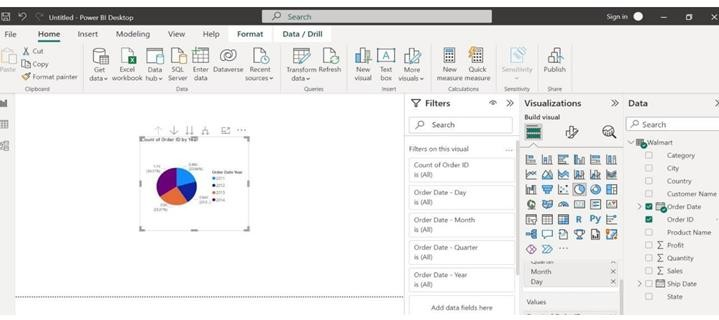 Untitled - Power BI Desktop
Search
Sign in
File
Home
Insert
Modeling
View
Help
Format
Data / Drill
Paste
Cut
Copy
Format painter
Clipboard
Get data
Excel workbook
Data hub
SQL Server
Enter data
Dataverse
Recent sources
Data
Transform data
Refresh
Queries
New visual
Text box
More visuals
Insert
New measure
Quick measure
Calculations
Sensitivity
Sensitivity
Publish
Share
Count of Order ID by Year
Order Date Year
2011
2012
2013
2014
Filters
Search
Filters on this visual
Count of Order ID
is (All)
Order Date - Day
is (All)
Order Date - Month
is (All)
Order Date - Quarter
is (All)
Order Date - Year
is (All)
Add data fields here
Visualizations
Build visual
R
Py
Quarter
Month
Day
Values
Data
Search
Walmart
Category
City
Country
Customer Name
Order Date
Order ID
Product Name
Profit
Quantity
Sales
Ship Date
State